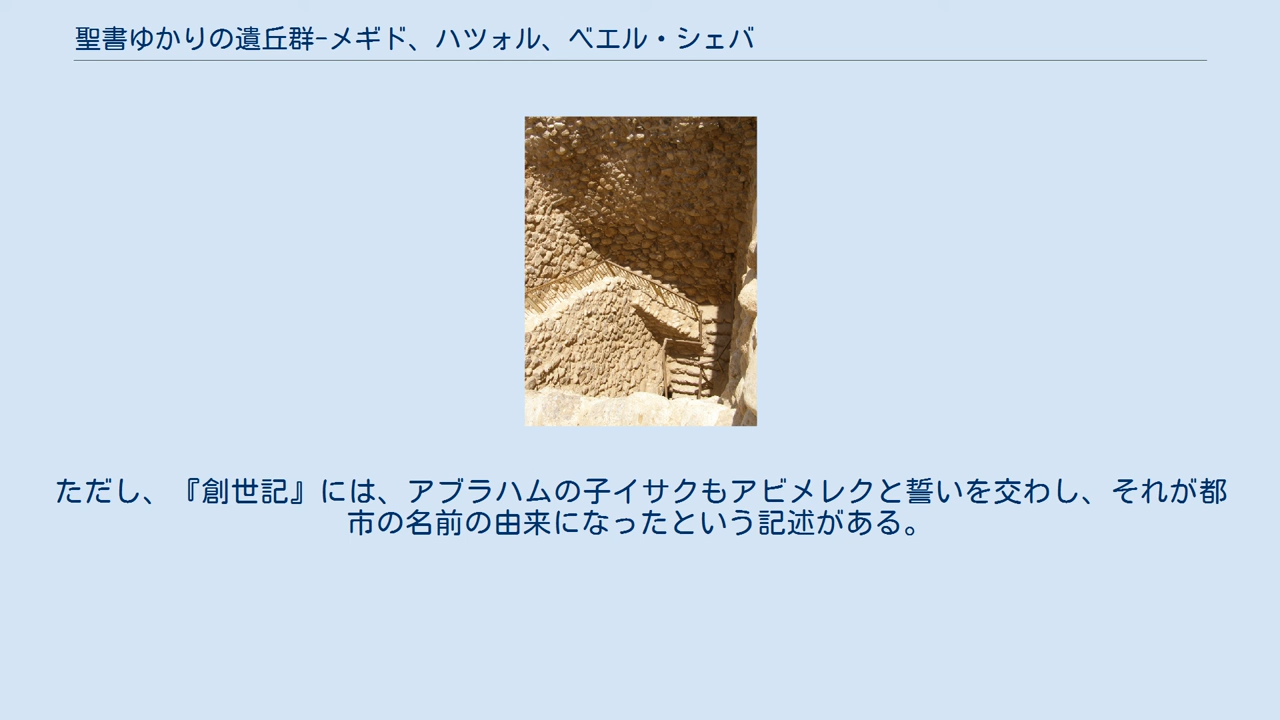 聖書ゆかりの遺丘群-メギド、ハツォル、ベエル・シェバ
ただし、『創世記』には、アブラハムの子イサクもアビメレクと誓いを交わし、それが都
市の名前の由来になったという記述がある。